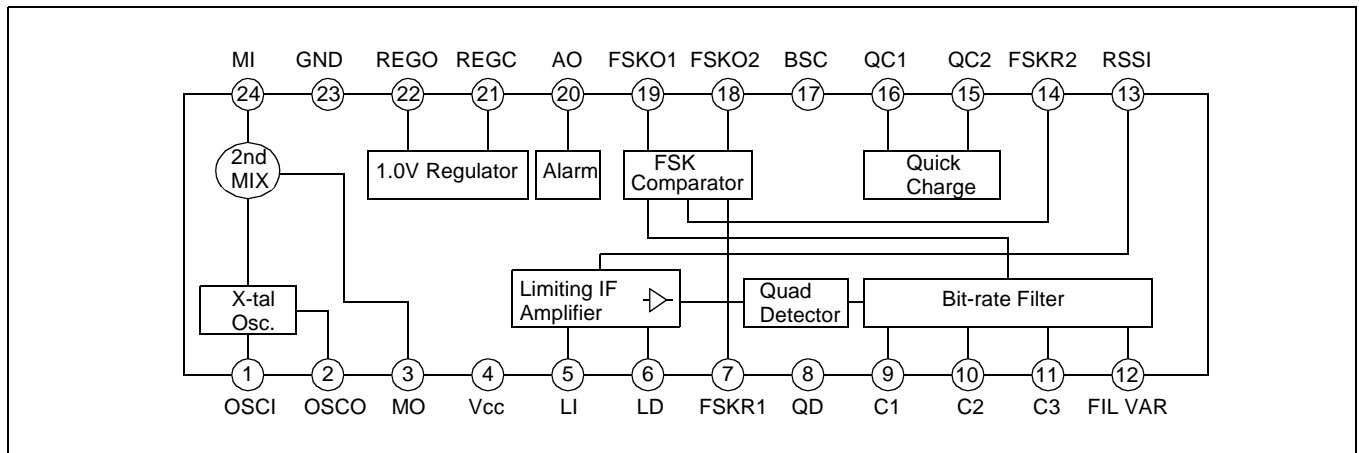 MI GND REGO REGC AO FSKO1 FSKO2 BSC QC1 QC2 FSKR2 RSSI
24 23 22 21 20 19 18 17 16 15 14 13
2nd
MIX
1.0V Regulator
Alarm
FSK
Comparator
Quick
Charge
X-tal
Osc.
Limiting IF
Amplifier
Quad
Detector
Bit-rate Filter
1 2 3 4 5 6 7 8 9 10 11 12
OSCI OSCO MO Vcc LI LD FSKR1 QD C1 C2 C3 FIL VAR